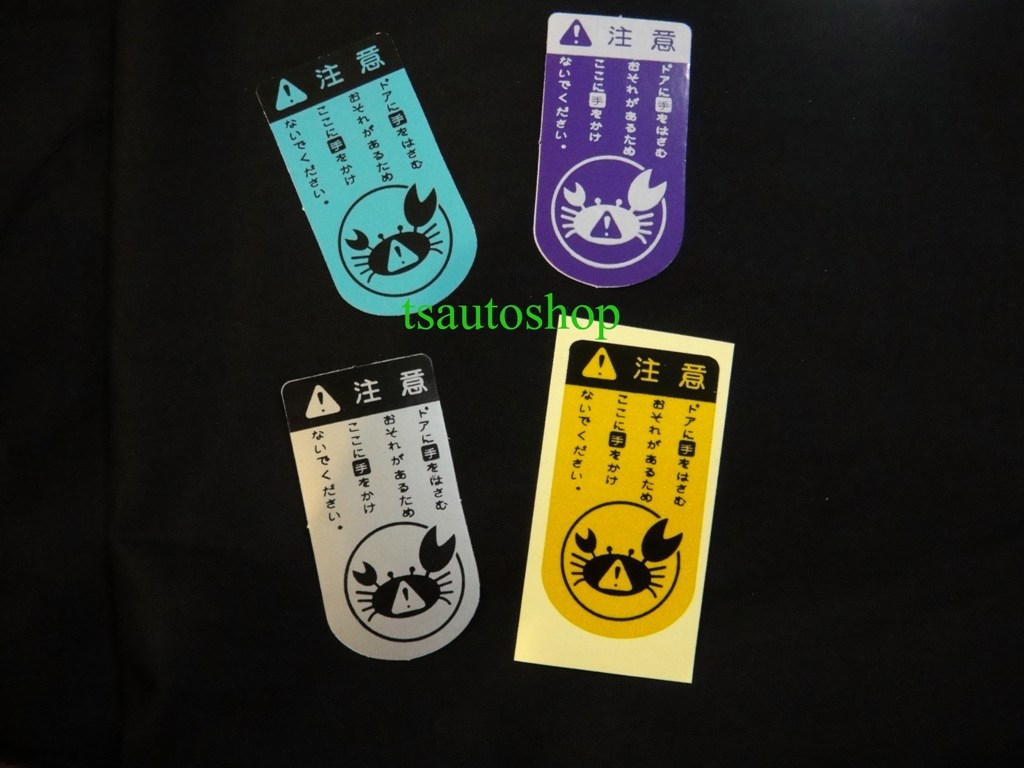 注意
ドアに手をはさむ
おそれがあるため
ここに手をかけ
ないでください。
注意
ドアに手をはさむ
おそれがあるため
ここに手をかけ
ないでください。
tsautoshop
注意
ドアに手をはさむ
おそれがあるため
ここに手をかけ
ないでください。
注意
ドアに手をはさむ
おそれがあるため
ここに手をかけ
ないでください。